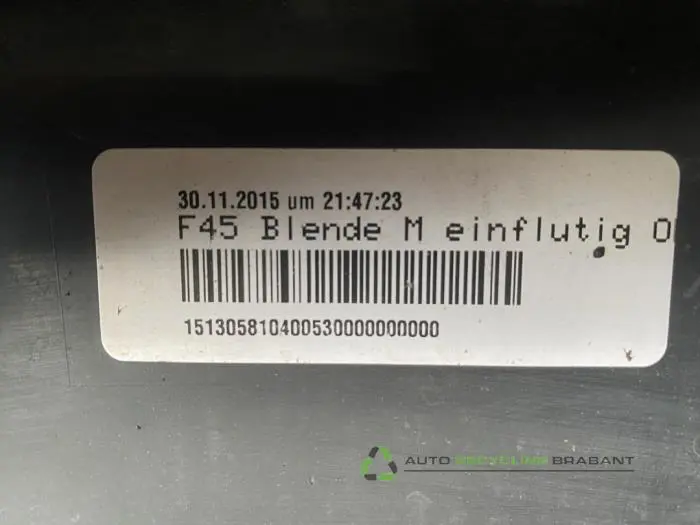 30.11.2015 um 21:47:23
F45 Blende M einflutig
151305810400530000000000
AUTO RECYCLING BRABANT